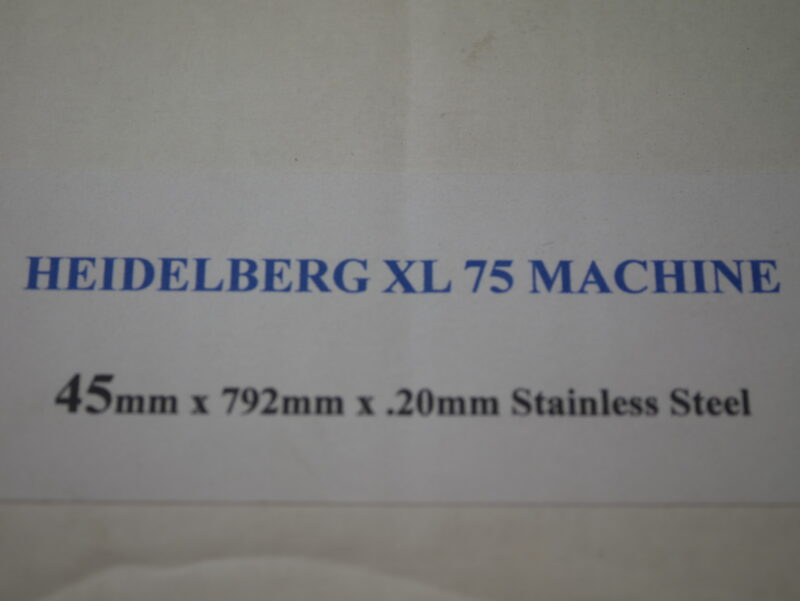 HEIDELBERG XL 75 MACHINE
45mm x 792mm x .20mm Stainless Steel